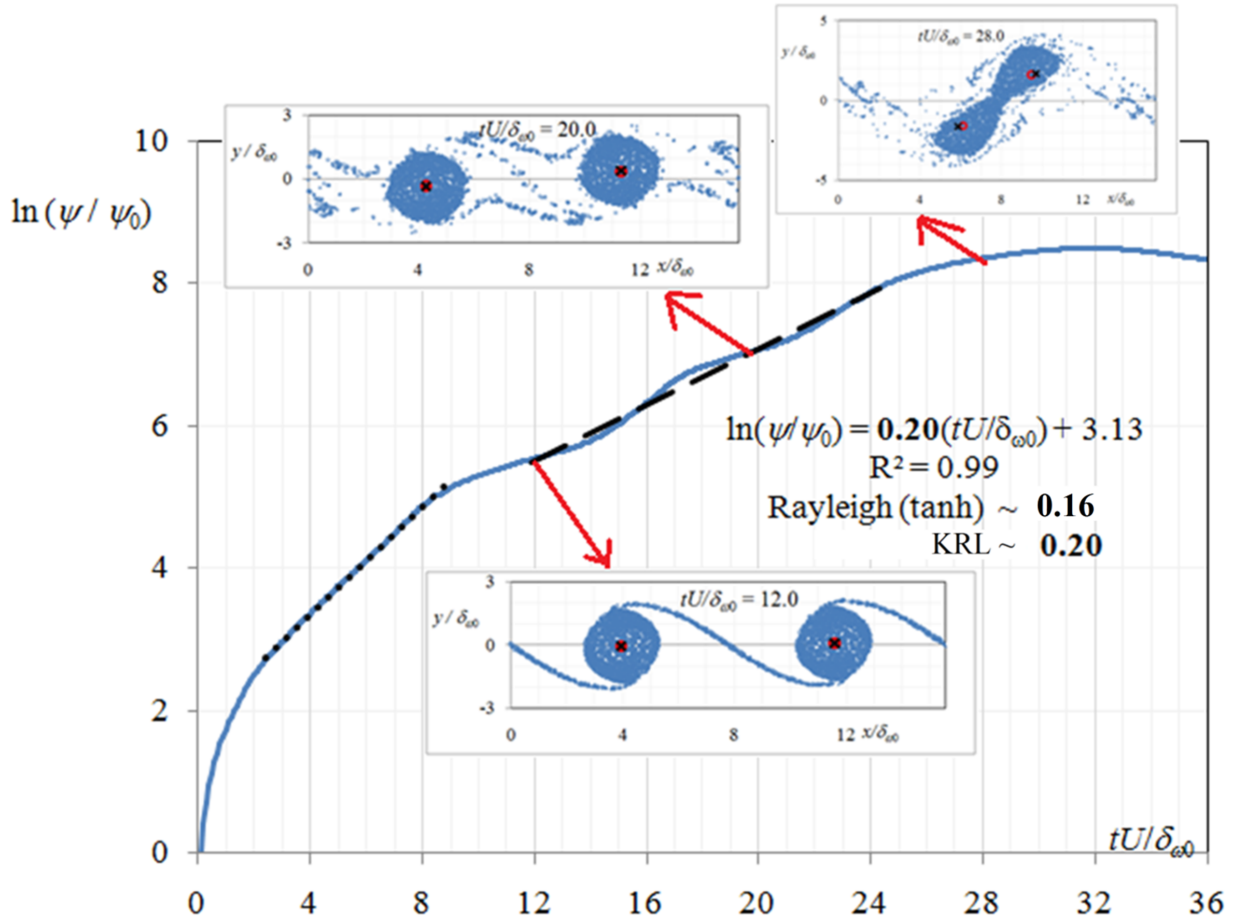 tU/δω0 = 28.0
5
y / δω0
0
-5
0
4
8
12
x/δω0
3
tU/δω0 = 20.0
y / δω0
0
-3
0
4
8
12
x/δω0
10
ln (ψ / ψ0)
8
6
4
2
0
ln(ψ/ψ0) = 0.20(tU/δω0) + 3.13
R² = 0.99
Rayleigh (tanh) ~ 0.16
KRL ~ 0.20
3
tU/δω0 = 12.0
y / δω0
0
-3
0
4
8
12
x/δω0
tU/δω0
0
4
8
12
16
20
24
28
32
36